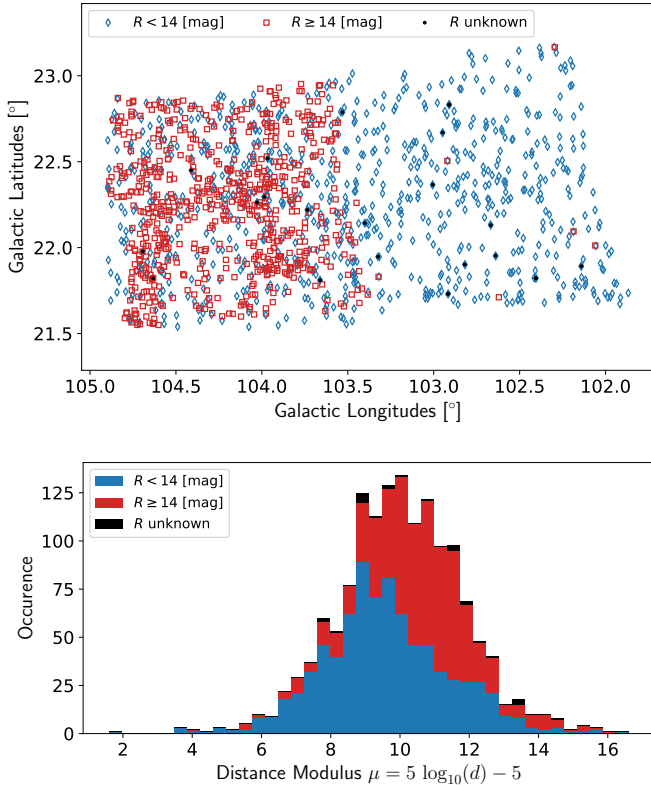 R < 14 [mag] R ≥ 14 [mag] R unknown
23.0
22.5
22.0
21.5
Galactic Latitudes [°]
105.0 104.5 104.0 103.5 103.0 102.5 102.0
Galactic Longitudes [°]
R < 14 [mag]
R ≥ 14 [mag]
R unknown
125
100
75
50
25
0
Occurence
2 4 6 8 10 12 14 16
Distance Modulus μ = 5 log₁₀(d) − 5